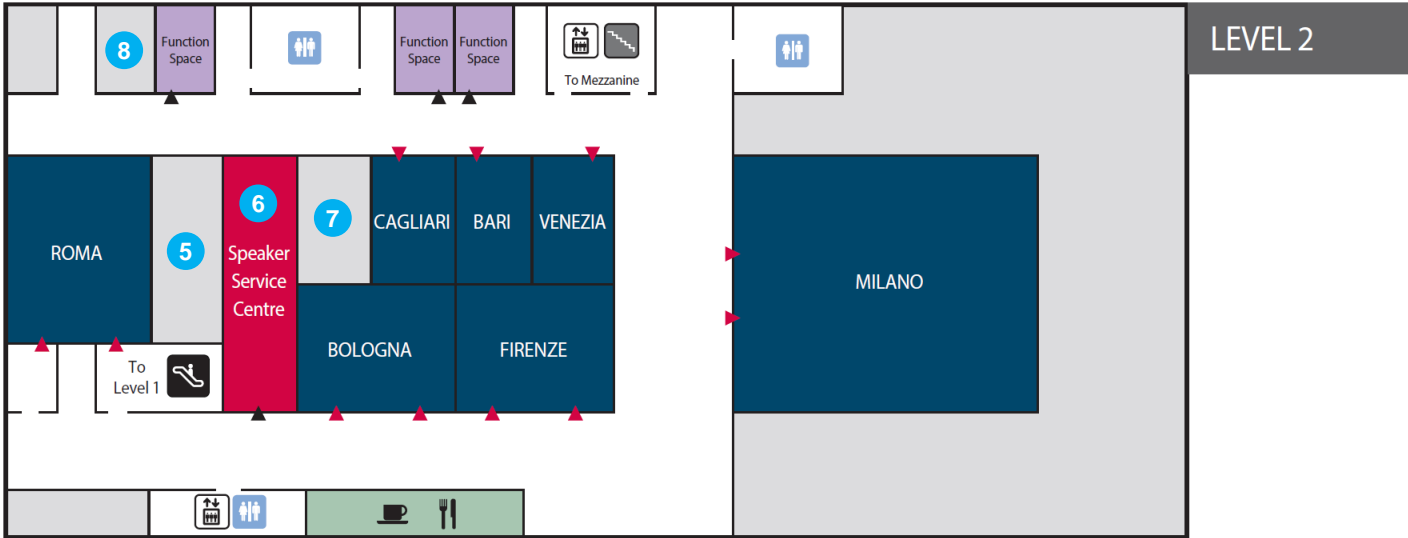 LEVEL 2
8
Function
Space
Function
Space
Function
Space
To Mezzanine
ROMA
5
6
Speaker
Service
Centre
7
CAGLIARI
BARI
VENEZIA
MILANO
BOLOGNA
FIRENZE
To
Level 1